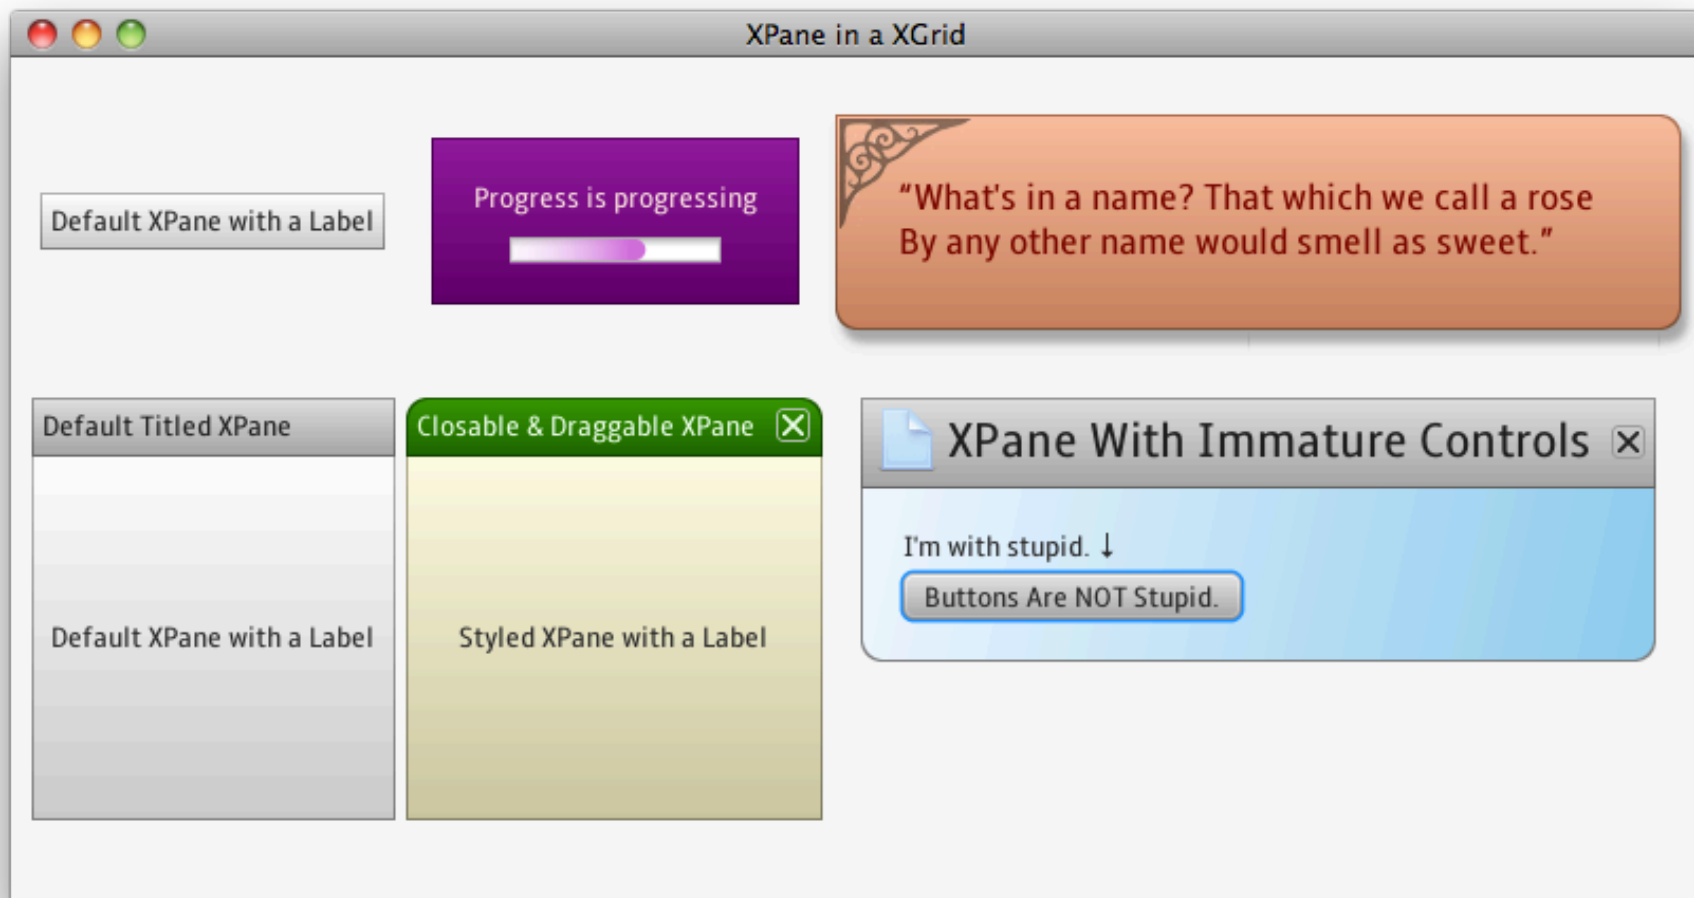 XPane in a XGrid
Default XPane with a Label
Progress is progressing
“What's in a name? That which we call a rose
By any other name would smell as sweet.”
Default Titled XPane
Default XPane with a Label
Closable & Draggable XPane
Styled XPane with a Label
XPane With Immature Controls
I'm with stupid. ↓
Buttons Are NOT Stupid.